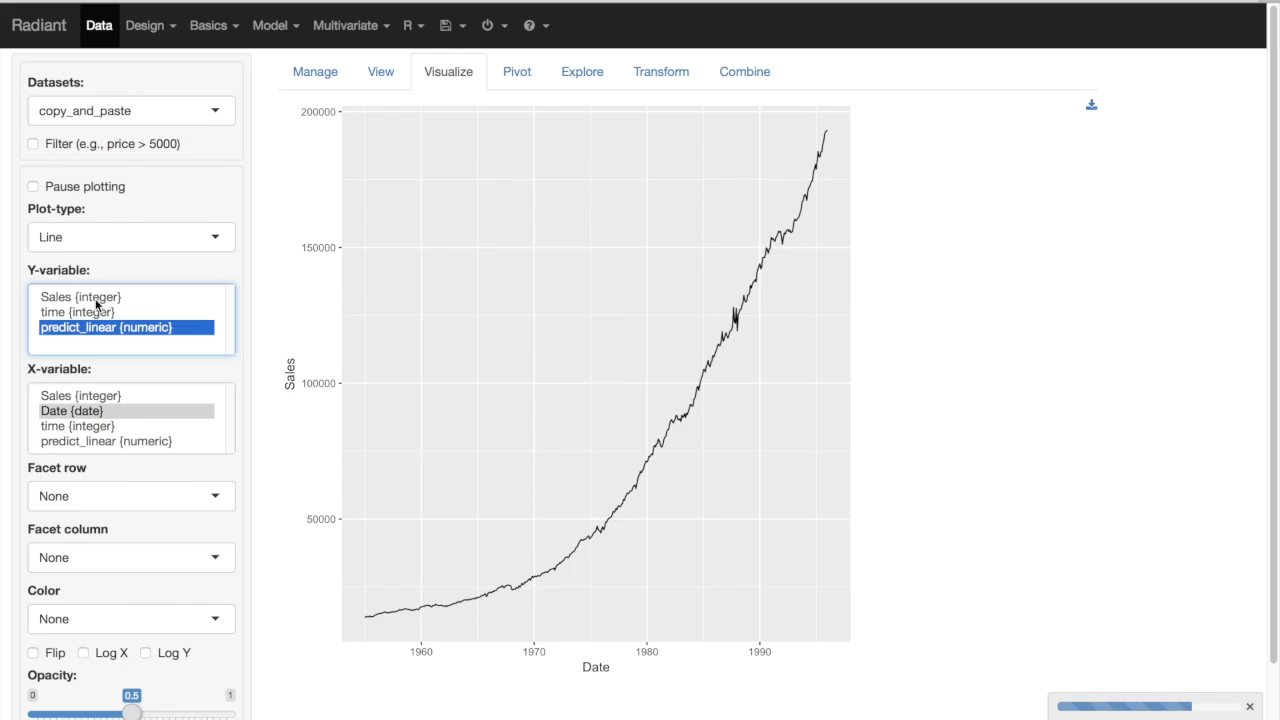 Radiant Data Design Basics Model Multivariate R
Manage View Visualize Pivot Explore Transform Combine
Datasets:
copy_and_paste
Filter (e.g., price > 5000)
Pause plotting
Plot-type:
Line
Y-variable:
Sales {integer}
time {integer}
predict_linear {numeric}
X-variable:
Sales {integer}
Date {date}
time {integer}
predict_linear {numeric}
Facet row
None
Facet column
None
Color
None
Flip Log X Log Y
Opacity:
0 0.5 1
200000
150000
100000
50000
Sales
1960 1970 1980 1990
Date